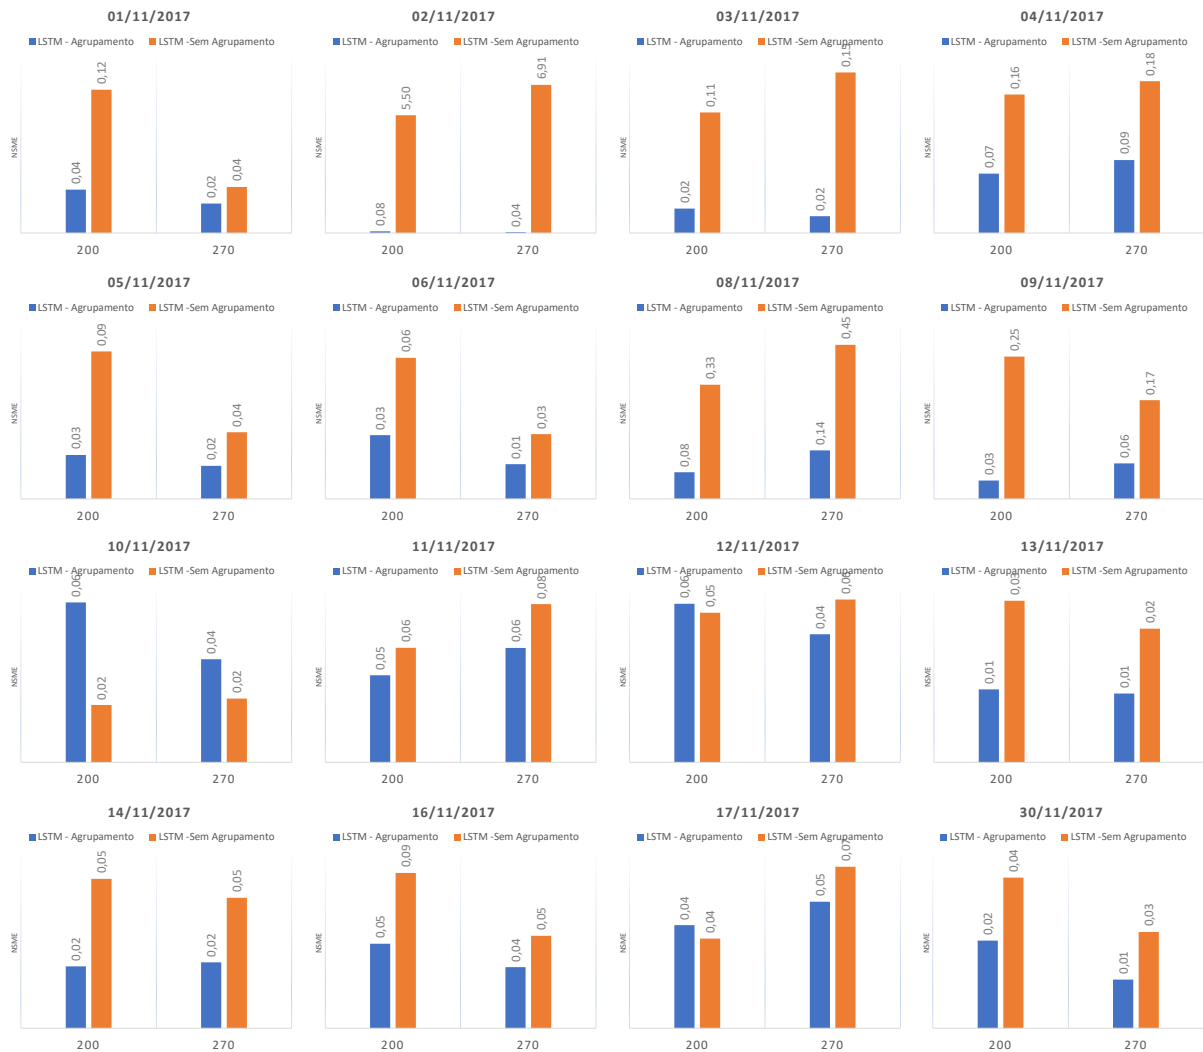 01/11/2017
LSTM - Agrupamento LSTM -Sem Agrupamento
NSME
0,04 0,12 0,02 0,04
200 270
02/11/2017
LSTM - Agrupamento LSTM -Sem Agrupamento
NSME
0,08 5,50 0,04 6,91
200 270
03/11/2017
LSTM - Agrupamento LSTM -Sem Agrupamento
NSME
0,02 0,11 0,02 0,15
200 270
04/11/2017
LSTM - Agrupamento LSTM -Sem Agrupamento
NSME
0,07 0,16 0,09 0,18
200 270
05/11/2017
LSTM - Agrupamento LSTM -Sem Agrupamento
NSME
0,03 0,09 0,02 0,04
200 270
06/11/2017
LSTM - Agrupamento LSTM -Sem Agrupamento
NSME
0,03 0,06 0,01 0,03
200 270
08/11/2017
LSTM - Agrupamento LSTM -Sem Agrupamento
NSME
0,08 0,33 0,14 0,45
200 270
09/11/2017
LSTM - Agrupamento LSTM -Sem Agrupamento
NSME
0,03 0,25 0,06 0,17
200 270
10/11/2017
LSTM - Agrupamento LSTM -Sem Agrupamento
NSME
0,06 0,02 0,04 0,02
200 270
11/11/2017
LSTM - Agrupamento LSTM -Sem Agrupamento
NSME
0,05 0,06 0,06 0,08
200 270
12/11/2017
LSTM - Agrupamento LSTM -Sem Agrupamento
NSME
0,06 0,05 0,04 0,06
200 270
13/11/2017
LSTM - Agrupamento LSTM -Sem Agrupamento
NSME
0,01 0,03 0,01 0,02
200 270
14/11/2017
LSTM - Agrupamento LSTM -Sem Agrupamento
NSME
0,02 0,05 0,02 0,05
200 270
16/11/2017
LSTM - Agrupamento LSTM -Sem Agrupamento
NSME
0,05 0,09 0,04 0,05
200 270
17/11/2017
LSTM - Agrupamento LSTM -Sem Agrupamento
NSME
0,04 0,04 0,05 0,07
200 270
30/11/2017
LSTM - Agrupamento LSTM -Sem Agrupamento
NSME
0,02 0,04 0,01 0,03
200 270